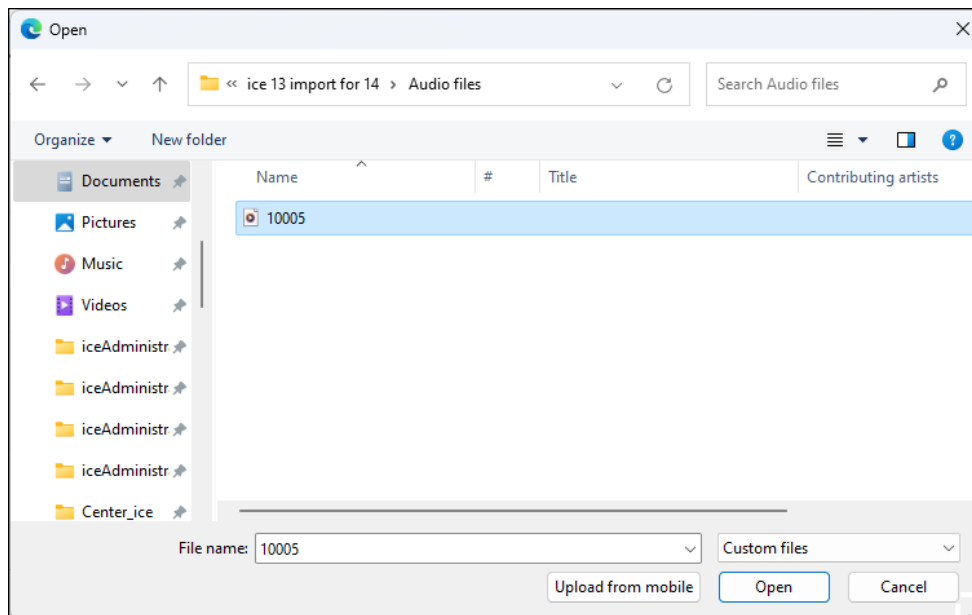 Open
« ice 13 import for 14 > Audio files
Search Audio files
Organize
New folder
?
Documents
Pictures
Music
Videos
iceAdministr
iceAdministr
iceAdministr
iceAdministr
Center_ice
Name # Title Contributing artists
10005
File name: 10005
Custom files
Upload from mobile
Open
Cancel